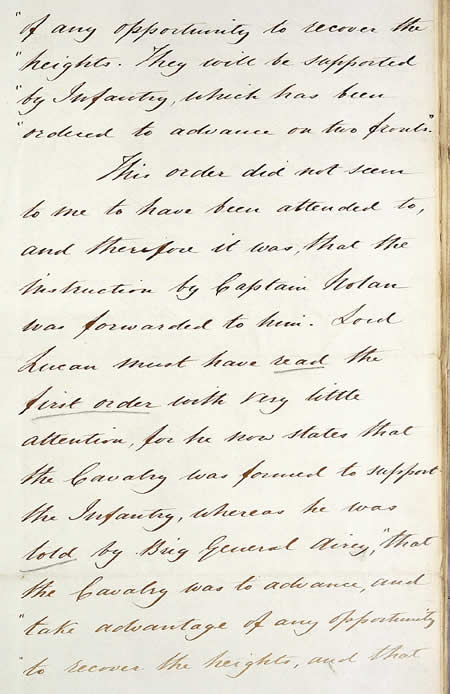 "of any opportunity to recover the
"heights. They will be supported
"by Infantry, which has been
"ordered to advance on two fronts."
This order did not seem
to me to have been attended to,
and therefore it was, that the
instruction by Captain Nolan
was forwarded to him. Lord
Lucan must have read the
first order with very little
attention, for he now states that
the Cavalry was formed to support
the Infantry, whereas he was
told by Brig General Airey, "that
the Cavalry was to advance, and
"take advantage of any opportunity
"to recover the heights, and that